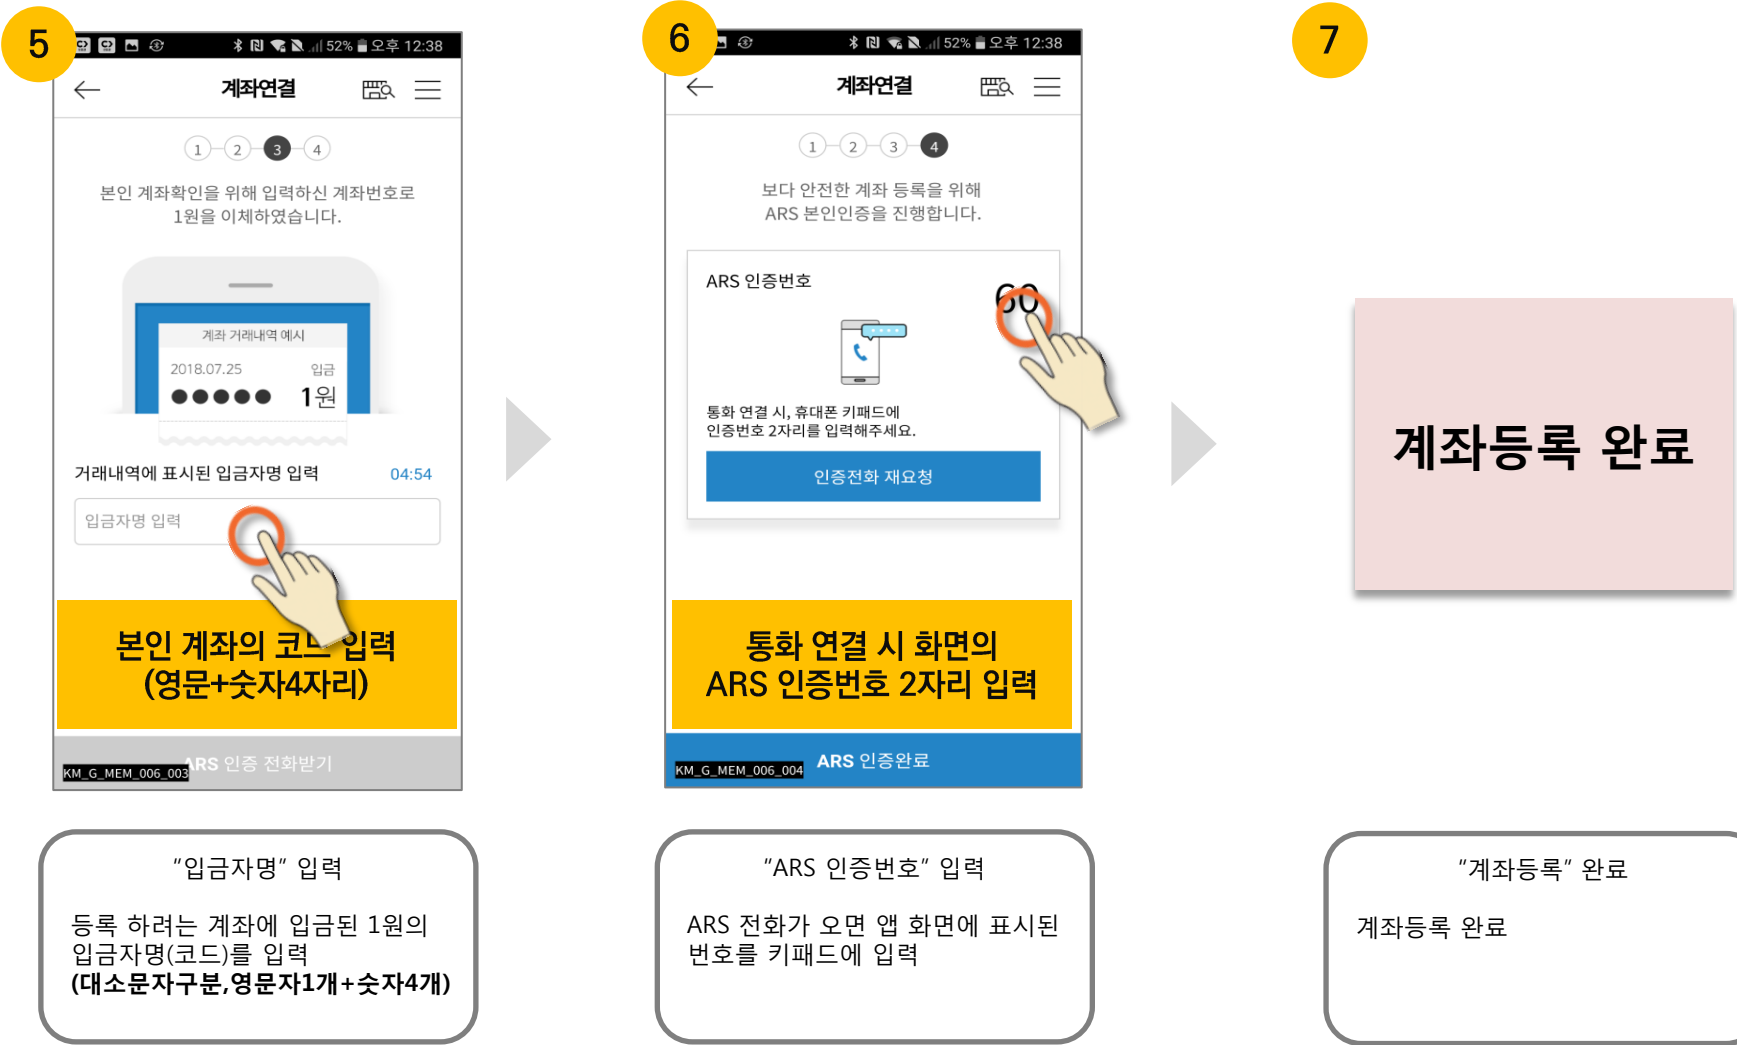 5
52% 오후 12:38
계좌연결
1 2 3 4
본인 계좌확인을 위해 입력하신 계좌번호로
1원을 이체하였습니다.
계좌 거래내역 예시
2018.07.25 입금
●●●●● 1원
거래내역에 표시된 입금자명 입력 04:54
입금자명 입력
본인 계좌의 코드 입력
(영문+숫자4자리)
ARS 인증 전화받기
KM_G_MEM_006_003
"입금자명" 입력
등록 하려는 계좌에 입금된 1원의
입금자명(코드)를 입력
(대소문자구분,영문자1개+숫자4개)
6
52% 오후 12:38
계좌연결
1 2 3 4
보다 안전한 계좌 등록을 위해
ARS 본인인증을 진행합니다.
ARS 인증번호 60
통화 연결 시, 휴대폰 키패드에
인증번호 2자리를 입력해주세요.
인증전화 재요청
통화 연결 시 화면의
ARS 인증번호 2자리 입력
ARS 인증완료
KM_G_MEM_006_004
"ARS 인증번호" 입력
ARS 전화가 오면 앱 화면에 표시된
번호를 키패드에 입력
7
계좌등록 완료
"계좌등록" 완료
계좌등록 완료